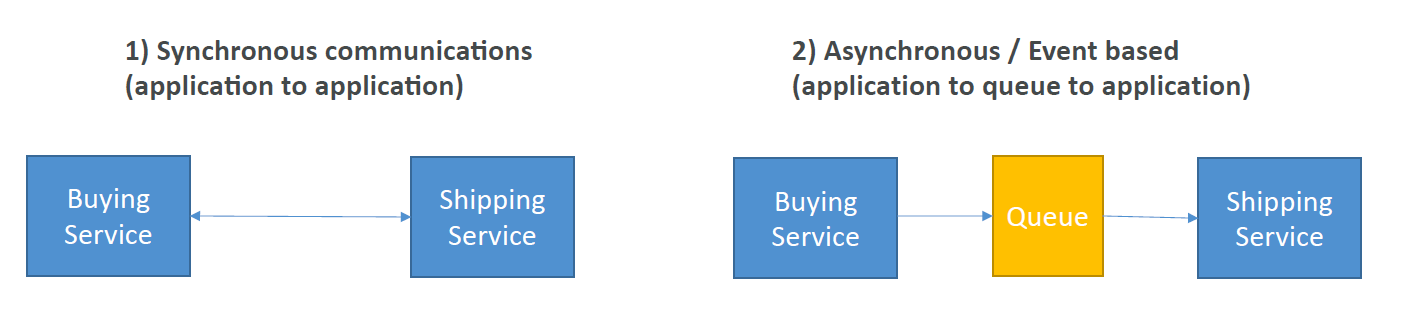 1) Synchronous communications
(application to application)
2) Asynchronous / Event based
(application to queue to application)
Buying
Service
Shipping
Service
Buying
Service
Queue
Shipping
Service